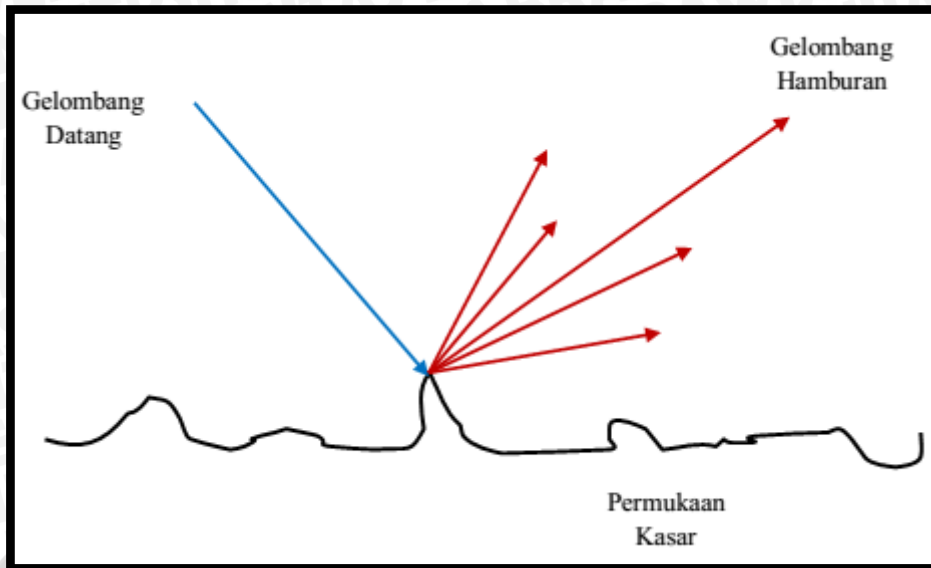 Gelombang
Datang
Gelombang
Hamburan
Permukaan
Kasar